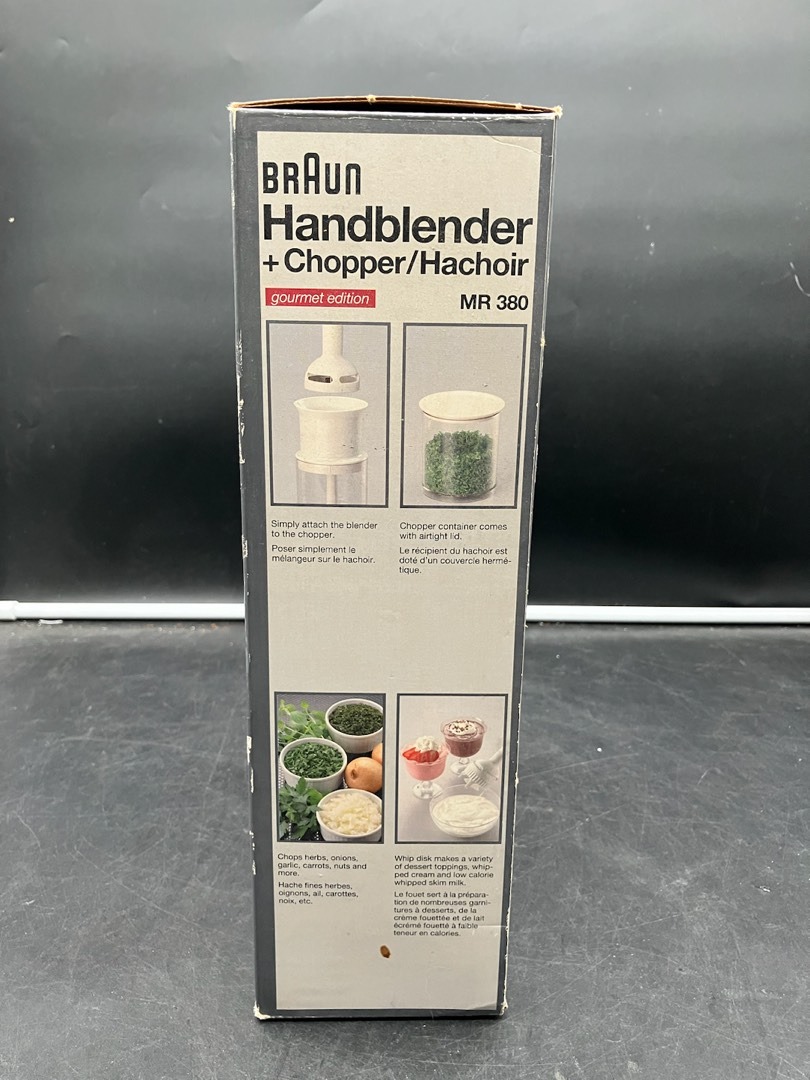 BRAUN
Handblender
+ Chopper/Hachoir
gourmet edition
MR 380
Simply attach the blender
to the chopper.
Poser simplement le
mélangeur sur le hachoir.
Chopper container comes
with airtight lid.
Le récipient du hachoir est
doté d'un couvercle hermé-
tique.
Chops herbs, onions,
garlic, carrots, nuts and
more.
Hache fines herbes,
oignons, ail, carottes,
noix, etc.
Whip disk makes a variety
of dessert toppings, whip-
ped cream and low calorie
whipped skim milk.
Le fouet sert à la prépara-
tion de nombreuses garni-
tures à desserts, de la
crème fouettée et de lait
écrémé fouetté à faible
teneur en calories.